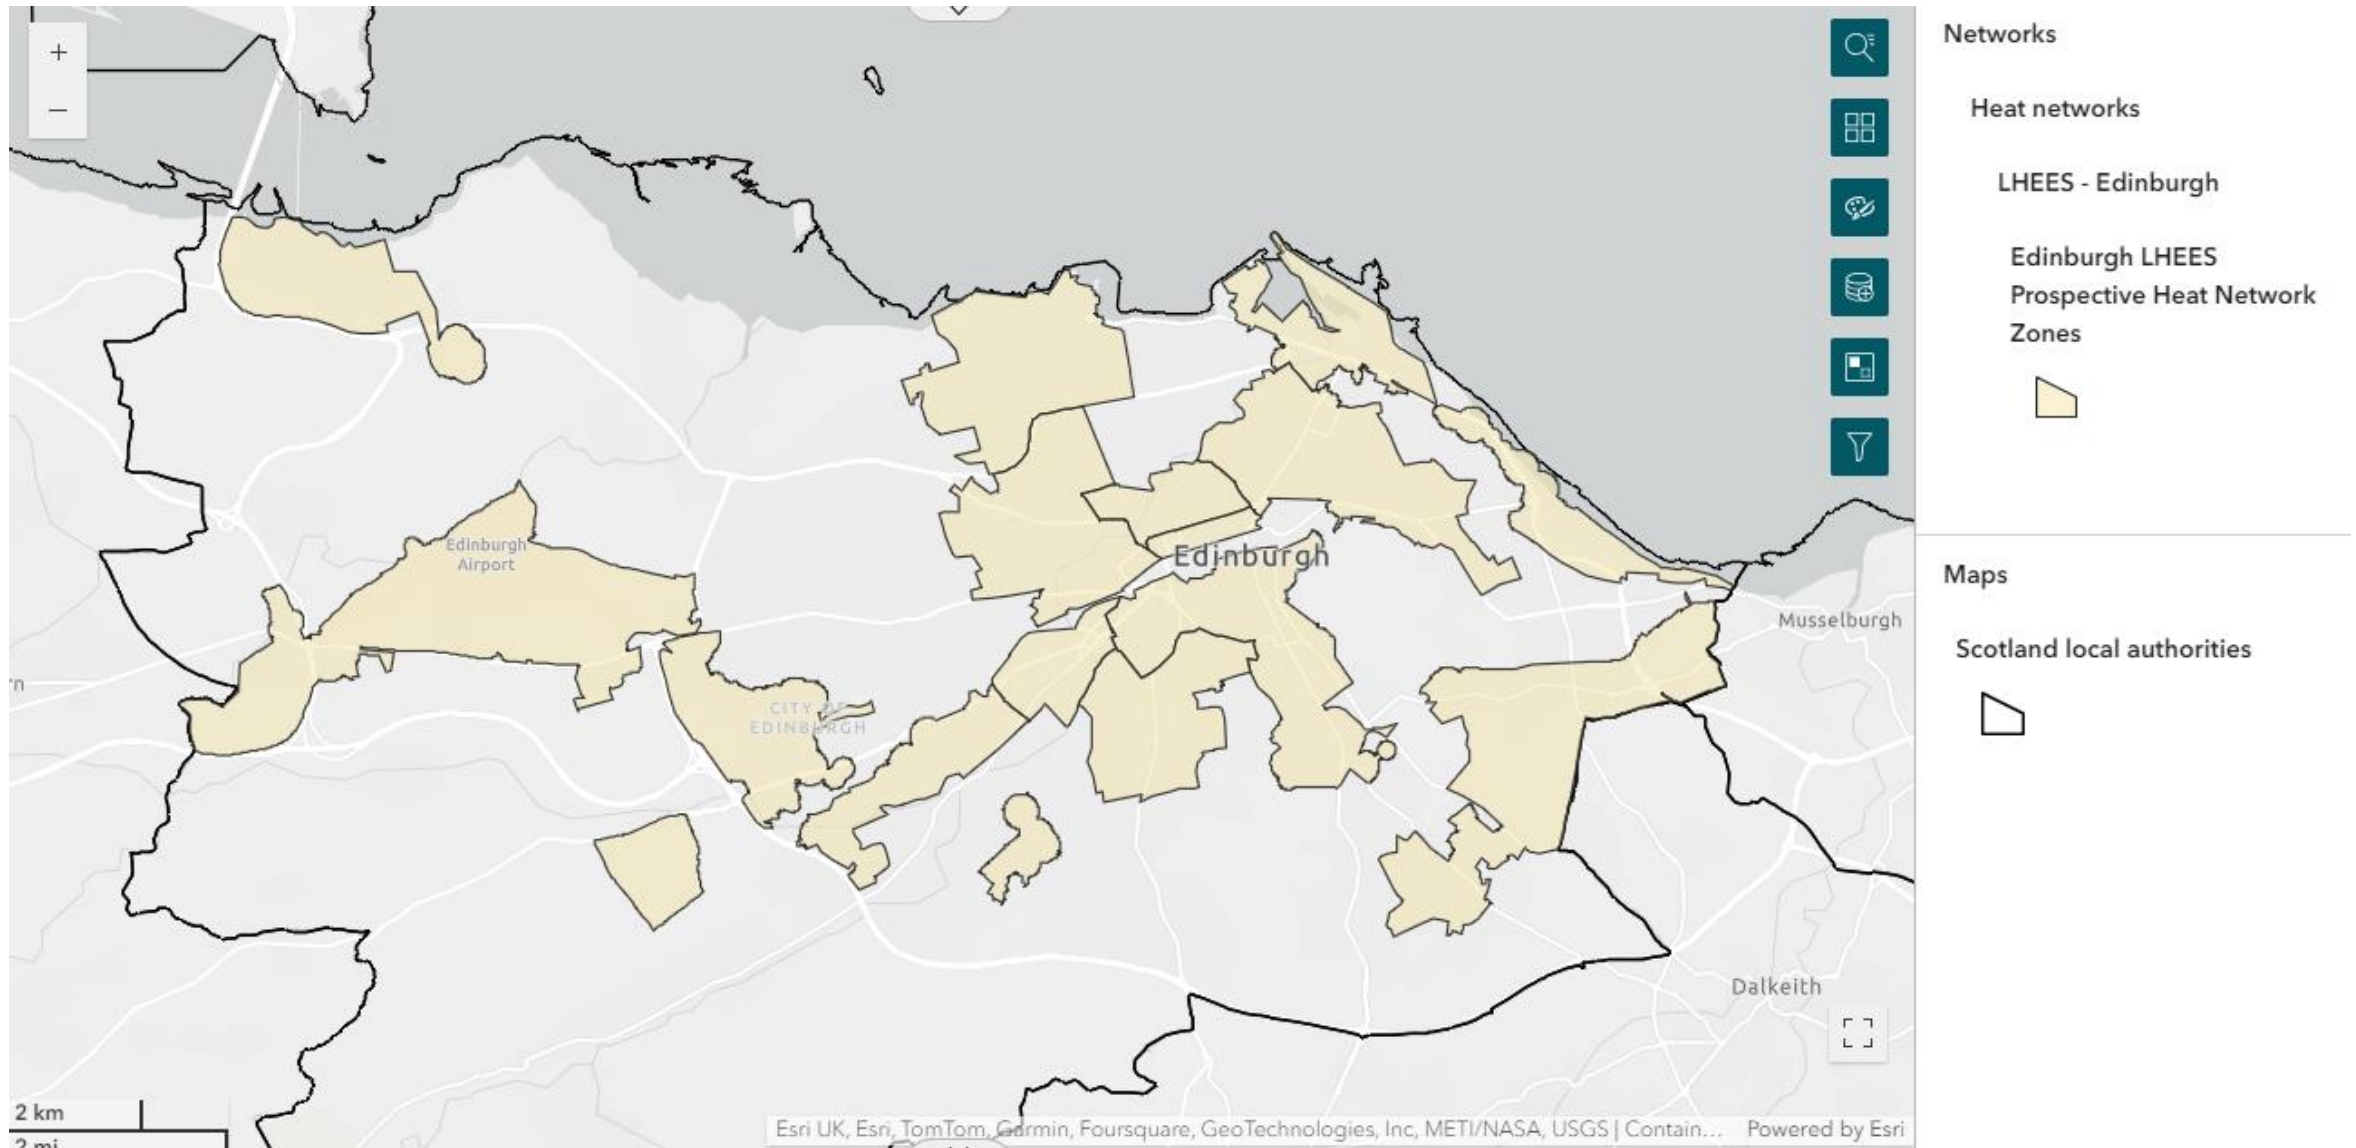 +
−
Edinburgh
Airport
Edinburgh
CITY OF
EDINBURGH
Musselburgh
Dalkeith
2 km
2 mi
Esri UK, Esri, TomTom, Garmin, Foursquare, GeoTechnologies, Inc, METI/NASA, USGS | Contain... Powered by Esri
Networks
Heat networks
LHEES - Edinburgh
Edinburgh LHEES
Prospective Heat Network
Zones
Maps
Scotland local authorities